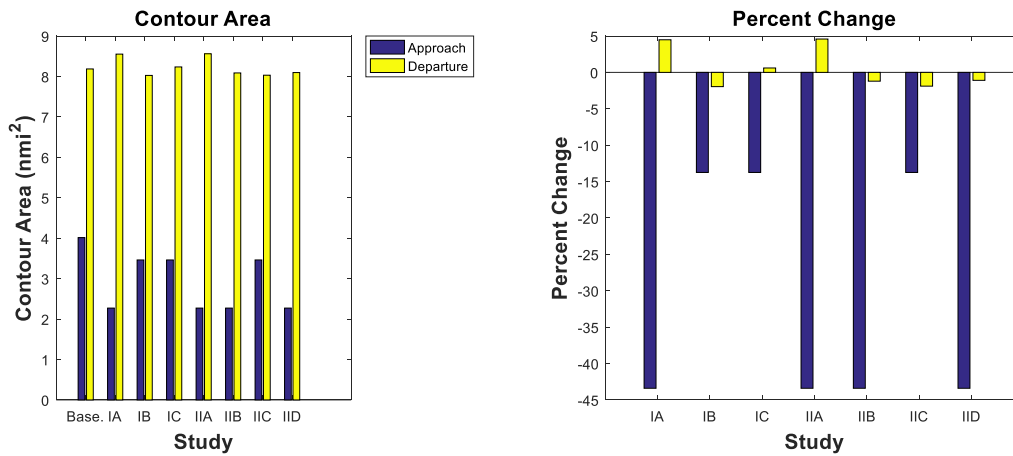 Contour Area
9
8
7
6
5
4
3
2
1
0
Contour Area (nmi²)
Base. IA IB IC IIA IIB IIC IID
Study
Approach
Departure
Percent Change
5
0
-5
-10
-15
-20
-25
-30
-35
-40
-45
Percent Change
IA IB IC IIA IIB IIC IID
Study